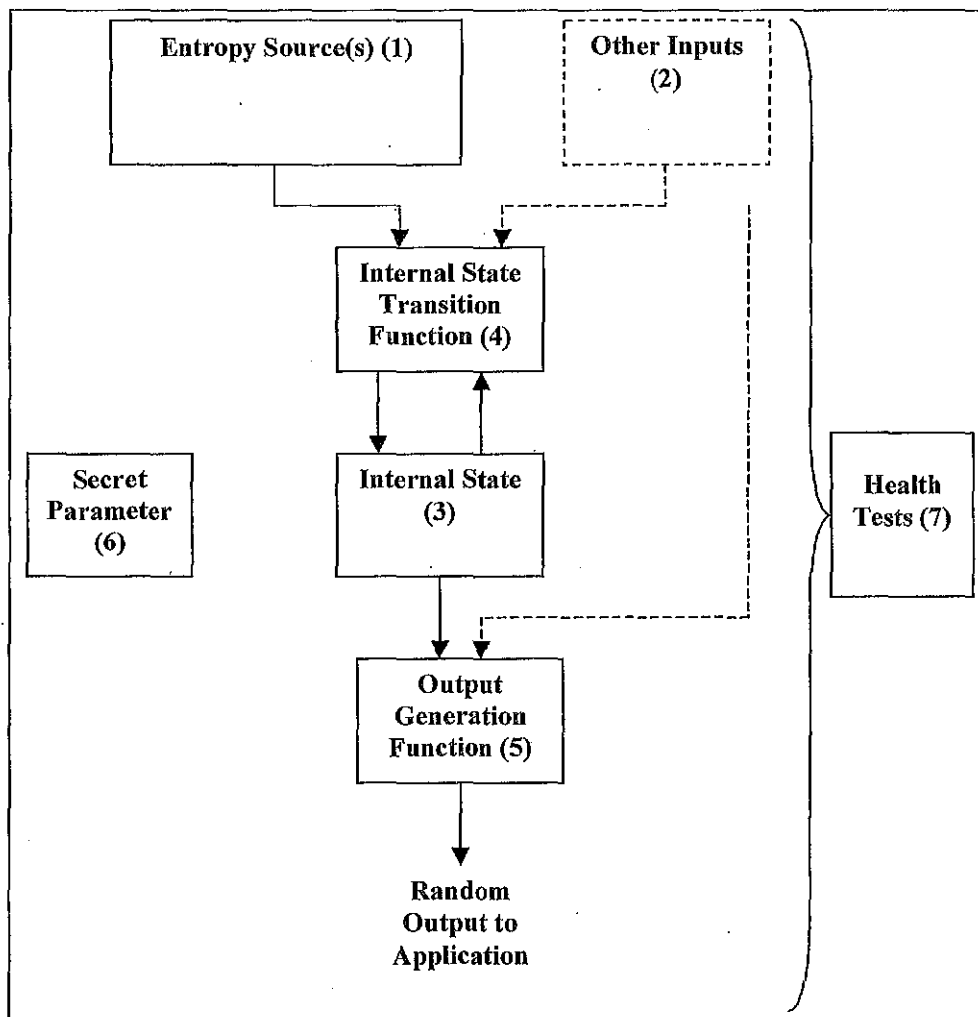 Entropy Source(s) (1)
Other Inputs
(2)
Internal State
Transition
Function (4)
Secret
Parameter
(6)
Internal State
(3)
Health
Tests (7)
Output
Generation
Function (5)
Random
Output to
Application